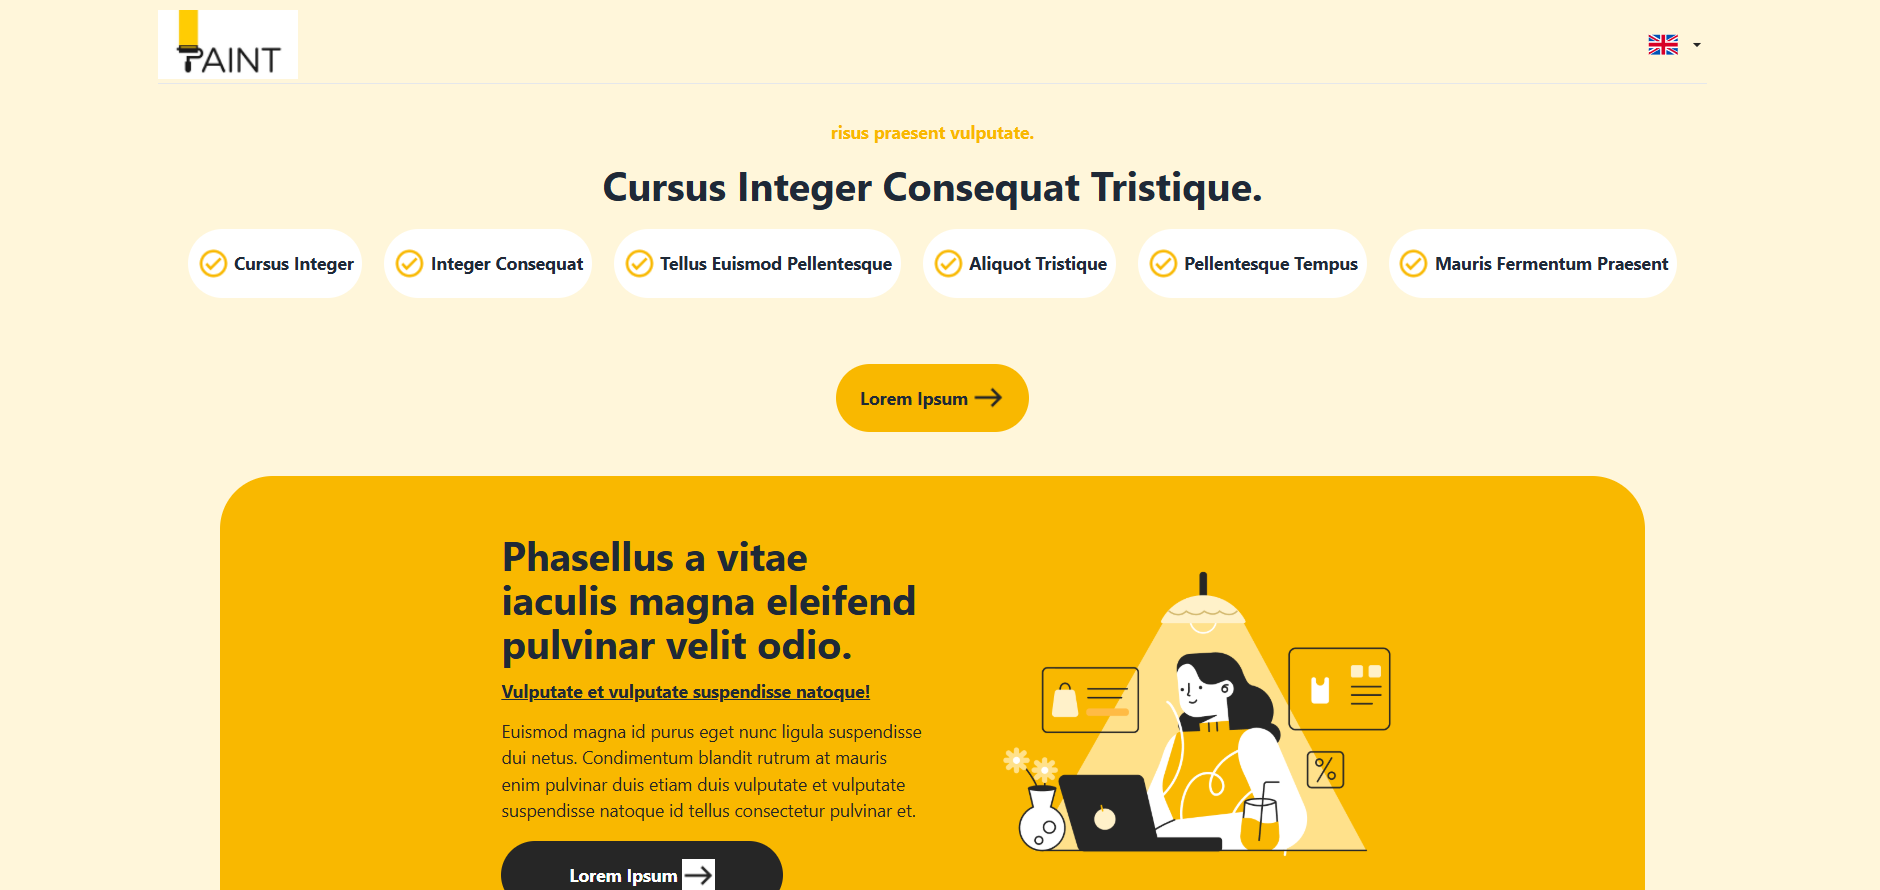 PAINT
risus praesent vulputate.
Cursus Integer Consequat Tristique.
Cursus Integer
Integer Consequat
Tellus Euismod Pellentesque
Aliquot Tristique
Pellentesque Tempus
Mauris Fermentum Praesent
Lorem Ipsum
Phasellus a vitae
iaculis magna eleifend
pulvinar velit odio.
Vulputate et vulputate suspendisse natoque!
Euismod magna id purus eget nunc ligula suspendisse
dui netus. Condimentum blandit rutrum at mauris
enim pulvinar duis etiam duis vulputate et vulputate
suspendisse natoque id tellus consectetur pulvinar et.
%
Lorem Ipsum